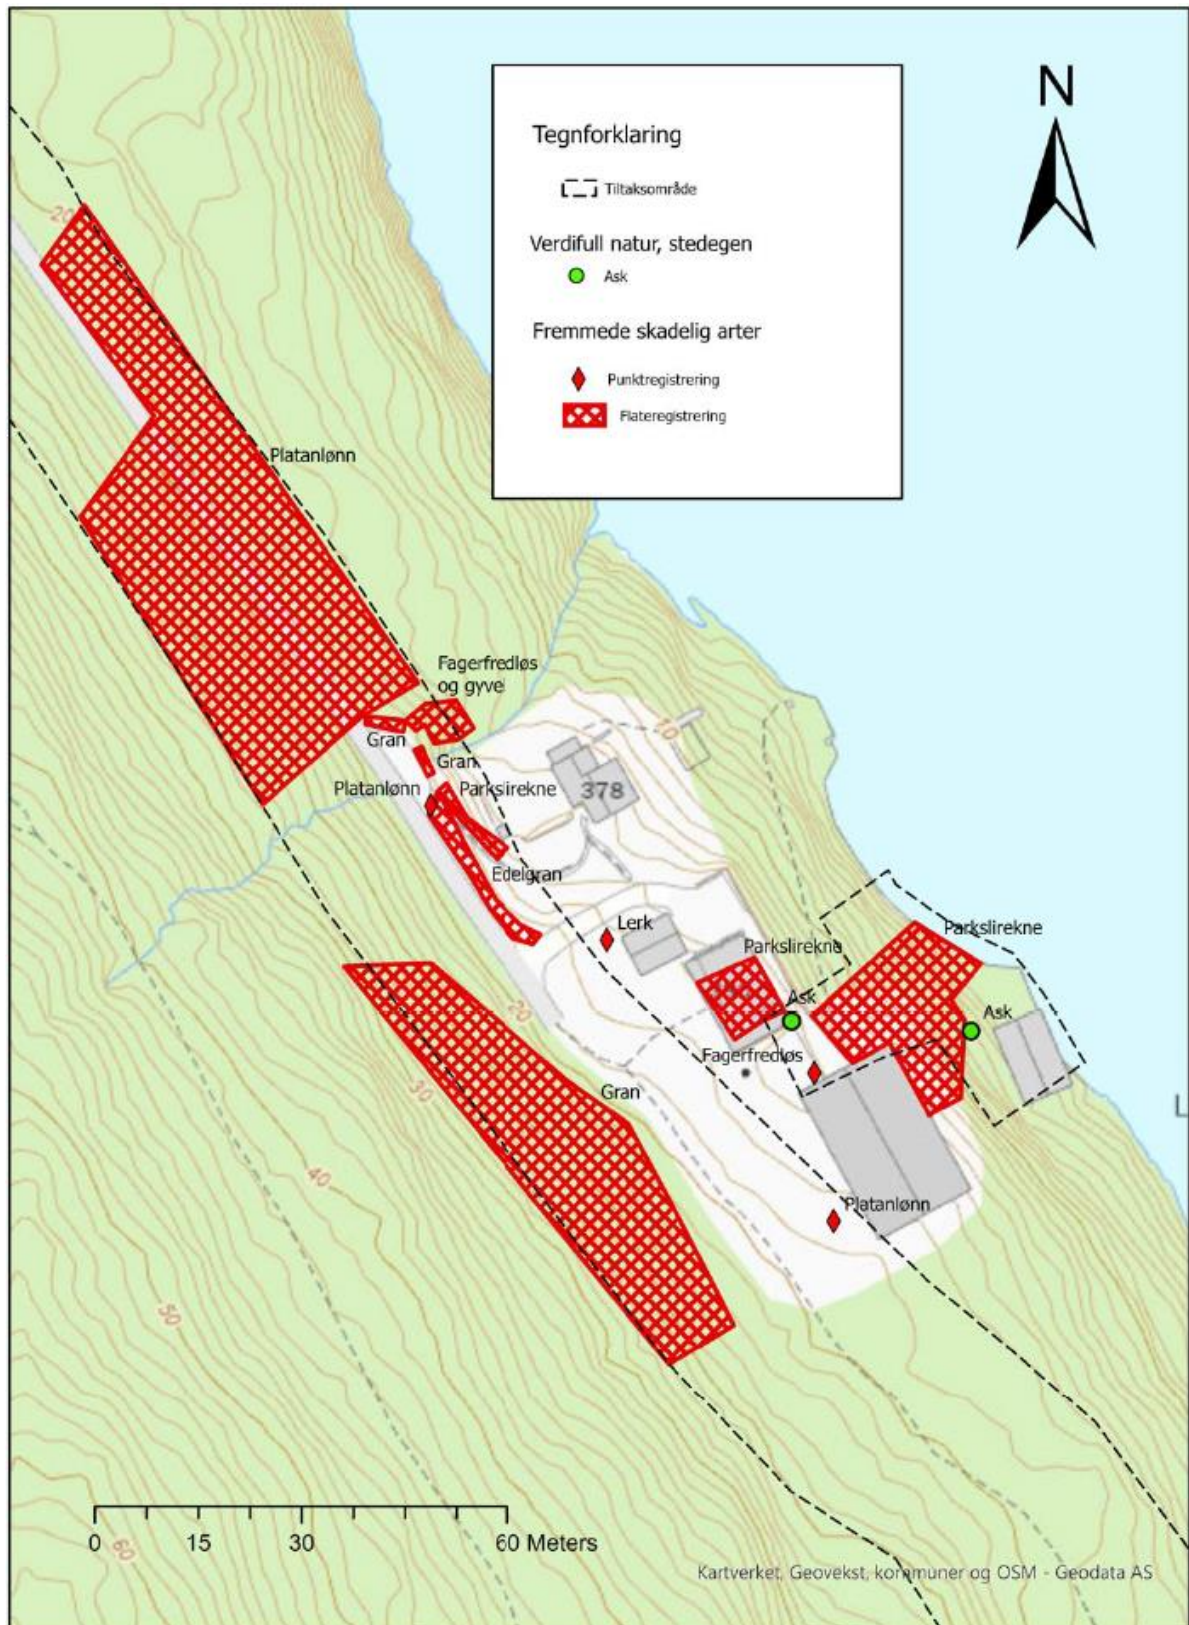 N
Tegnforklaring
Tiltaksområde
Verdifull natur, stedegen
Ask
Fremmede skadelig arter
Punktregistrering
Flateregistrering
-20
Platanlønn
Fagerfredløs
og gyvel
Gran
Gran
Platanlønn
Parkslirekne
10
378
Edelgran
Lerk
Parkslirekne
Parkslirekne
Ask
Ask
-20
Fagerfredløs
30
Gran
L
40
Platanlønn
50
60
0 15 30 60 Meters
Kartverket, Geovekst, kommuner og OSM - Geodata AS